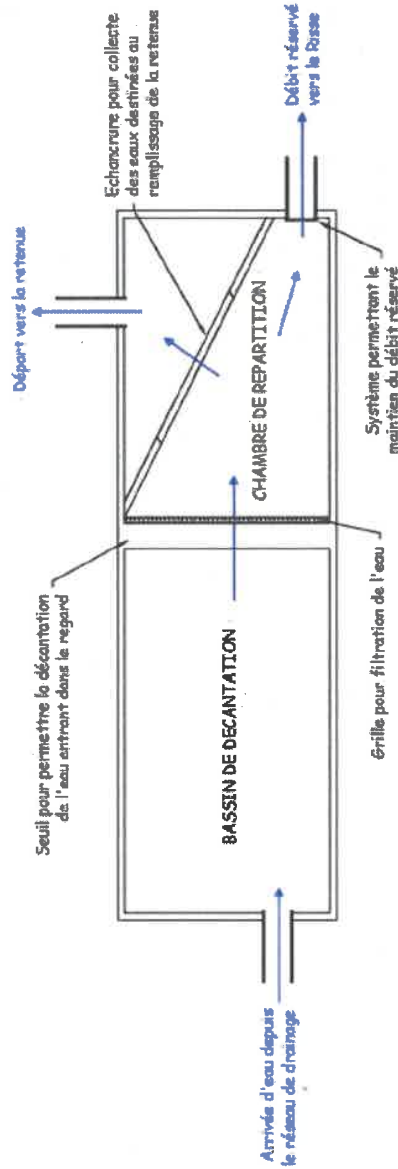 Départ vers la retenue
Echancrure pour collecte
des eaux destinées au
remplissage de la retenue
Seuil pour permettre la décantation
de l'eau entrant dans le regard
Débit réservé
vers le Risse
CHAMBRE DE REPARTITION
BASSIN DE DECANTATION
Arrivée d'eau depuis
le réseau de drainage
Grille pour filtration de l'eau
Système permettant le
maintien du débit réservé